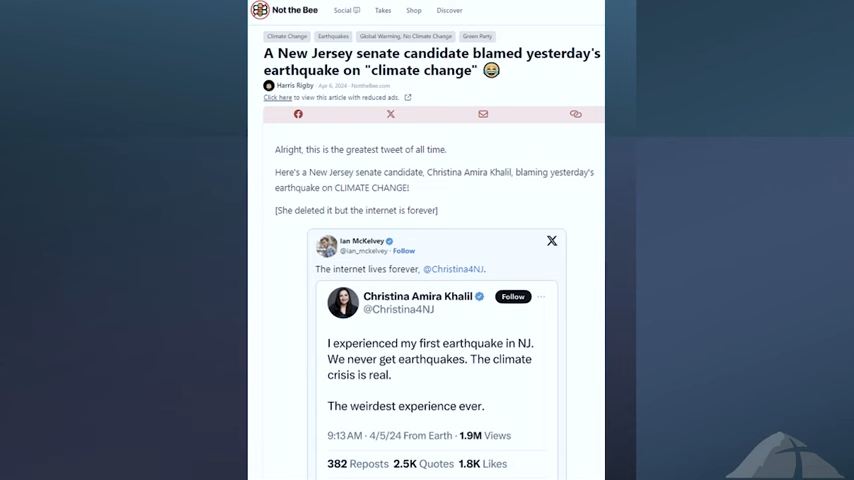 Not the Bee
Social Takes Shop Discover
Climate Change Earthquakes Global Warming, No Climate Change Green Party
A New Jersey senate candidate blamed yesterday's
earthquake on "climate change" 😂
Harris Rigby · Apr 6, 2024 · NottheBee.com
Click here to view this article with reduced ads.
Alright, this is the greatest tweet of all time.
Here's a New Jersey senate candidate, Christina Amira Khalil, blaming yesterday's
earthquake on CLIMATE CHANGE!
[She deleted it but the internet is forever]
Ian McKelvey
@ian_mckelvey · Follow
The internet lives forever, @Christina4NJ.
Christina Amira Khalil Follow ...
@Christina4NJ
I experienced my first earthquake in NJ.
We never get earthquakes. The climate
crisis is real.
The weirdest experience ever.
9:13 AM · 4/5/24 From Earth · 1.9M Views
382 Reposts 2.5K Quotes 1.8K Likes